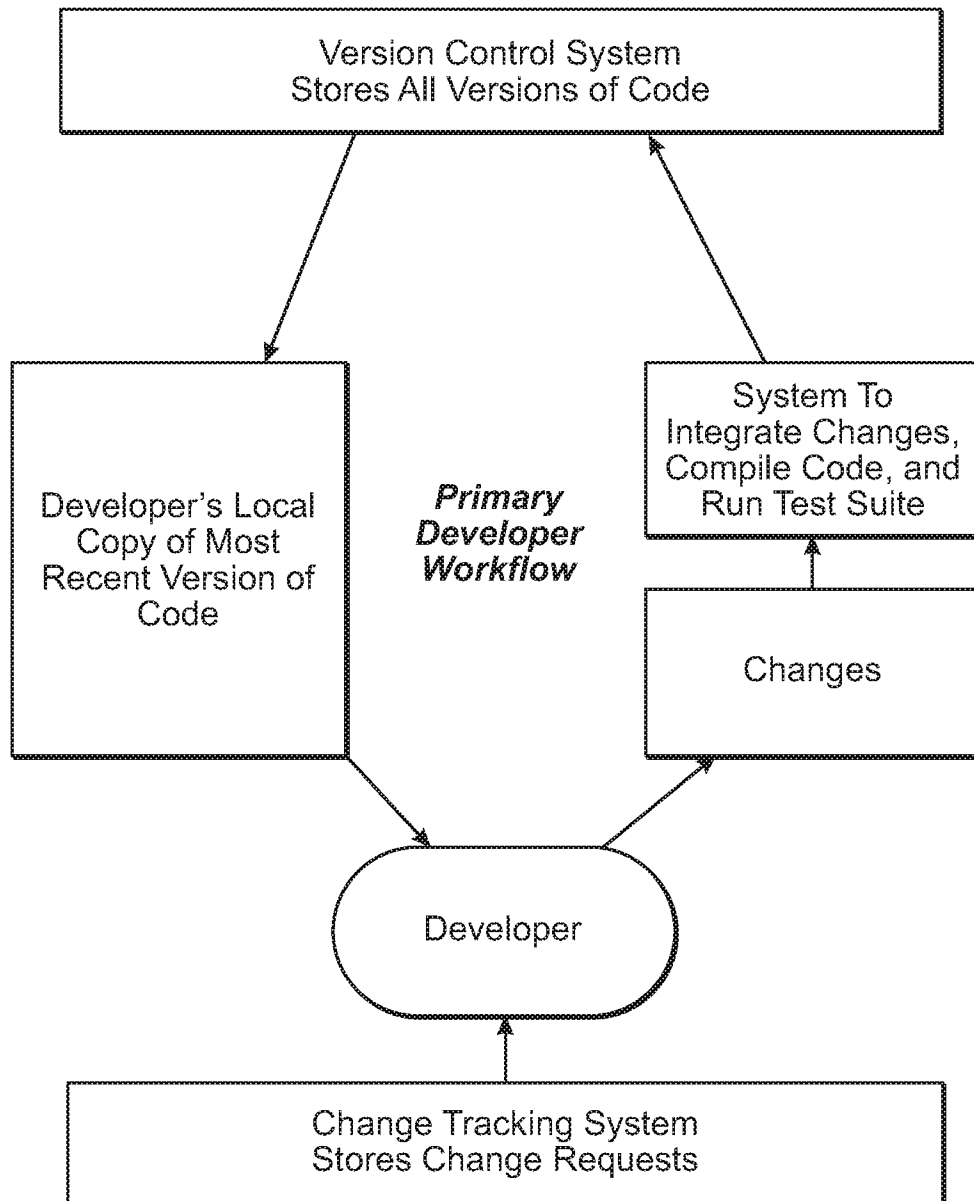 Version Control System
Stores All Versions of Code
Developer's Local
Copy of Most
Recent Version of
Code
Primary
Developer
Workflow
System To
Integrate Changes,
Compile Code, and
Run Test Suite
Changes
Developer
Change Tracking System
Stores Change Requests